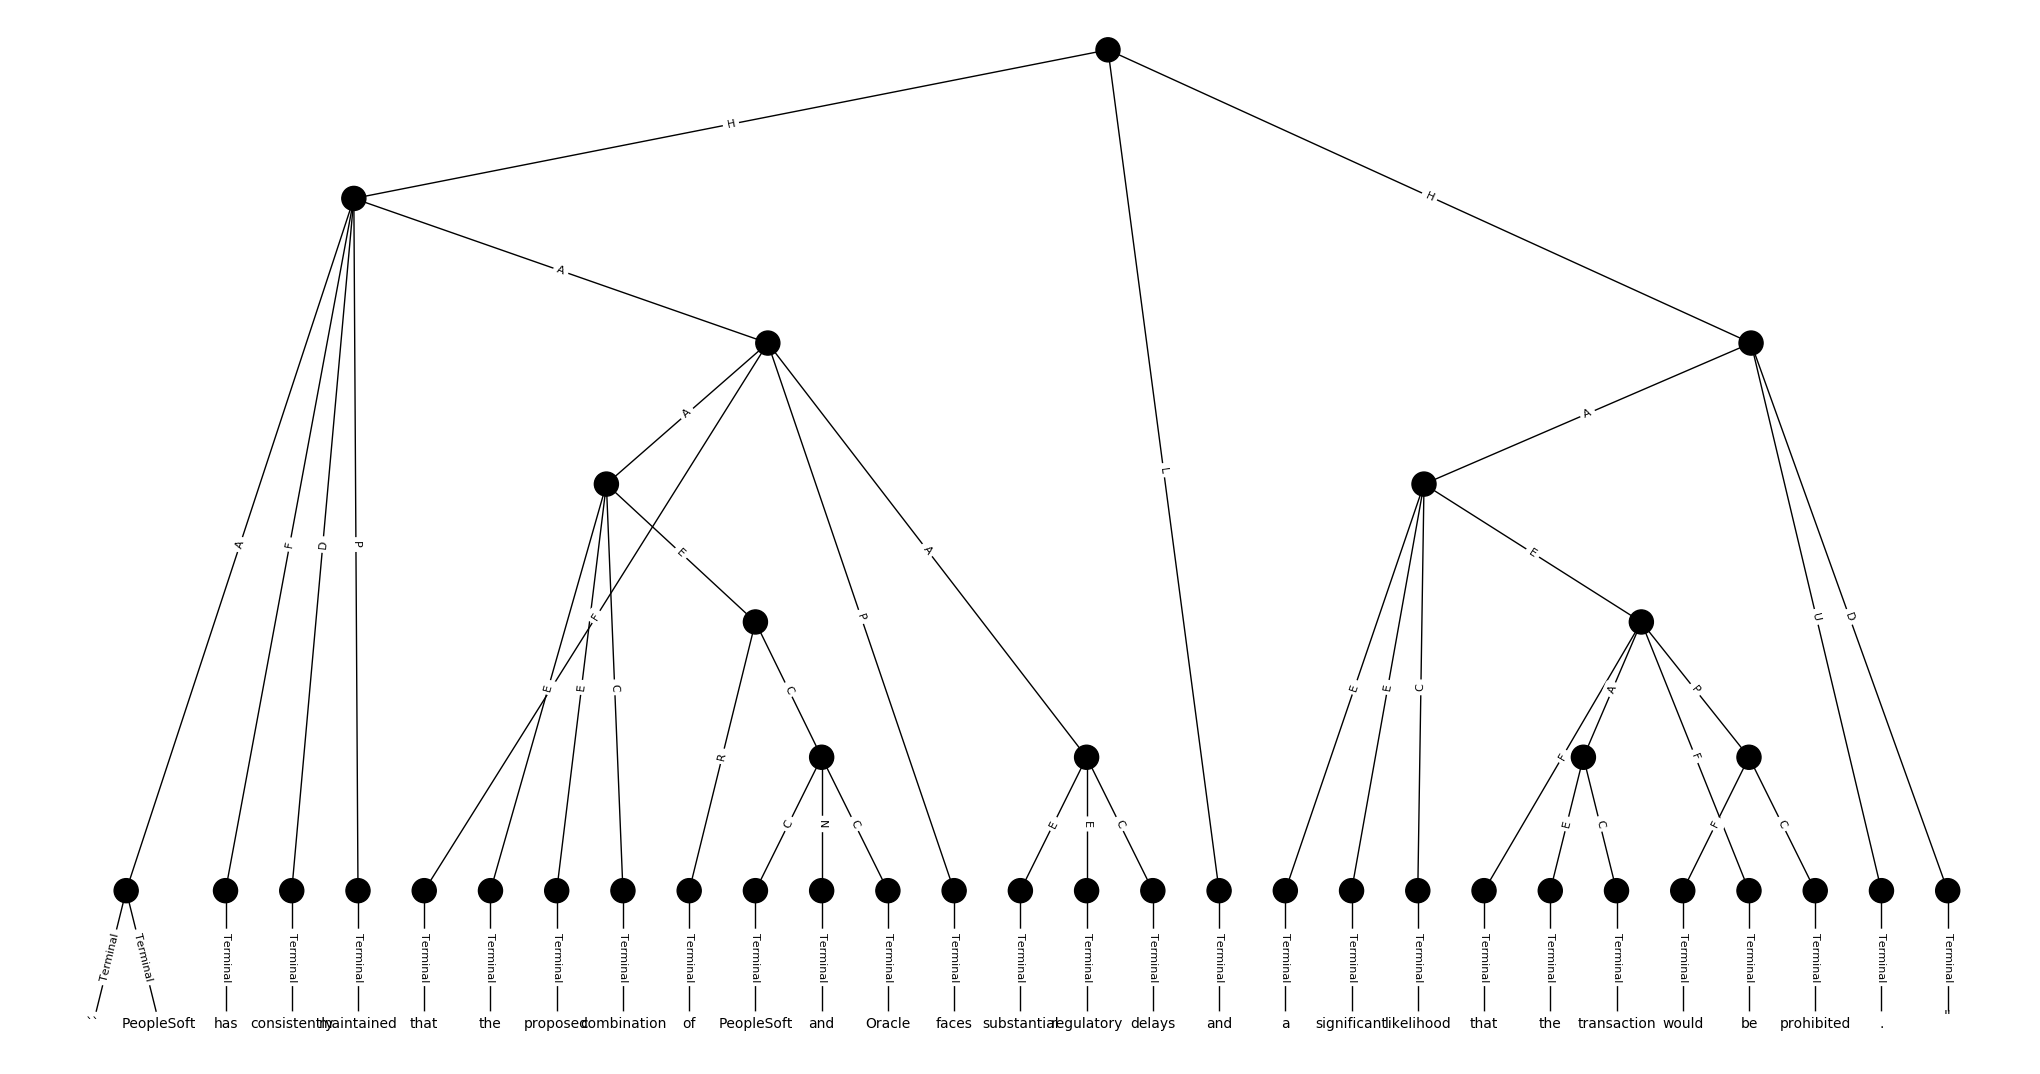 H
H
A
A
A
L
A
F
D
P
E
A
E
F
P
U
D
E
E
C
C
E
E
C
A
P
R
F
F
C
N
C
E
E
C
E
C
F
C
Terminal Terminal Terminal Terminal Terminal Terminal Terminal Terminal Terminal Terminal Terminal Terminal Terminal Terminal Terminal Terminal Terminal Terminal Terminal Terminal Terminal Terminal Terminal Terminal Terminal Terminal Terminal Terminal Terminal
`` PeopleSoft has consistently maintained that the proposed combination of PeopleSoft and Oracle faces substantial regulatory delays and a significant likelihood that the transaction would be prohibited . "